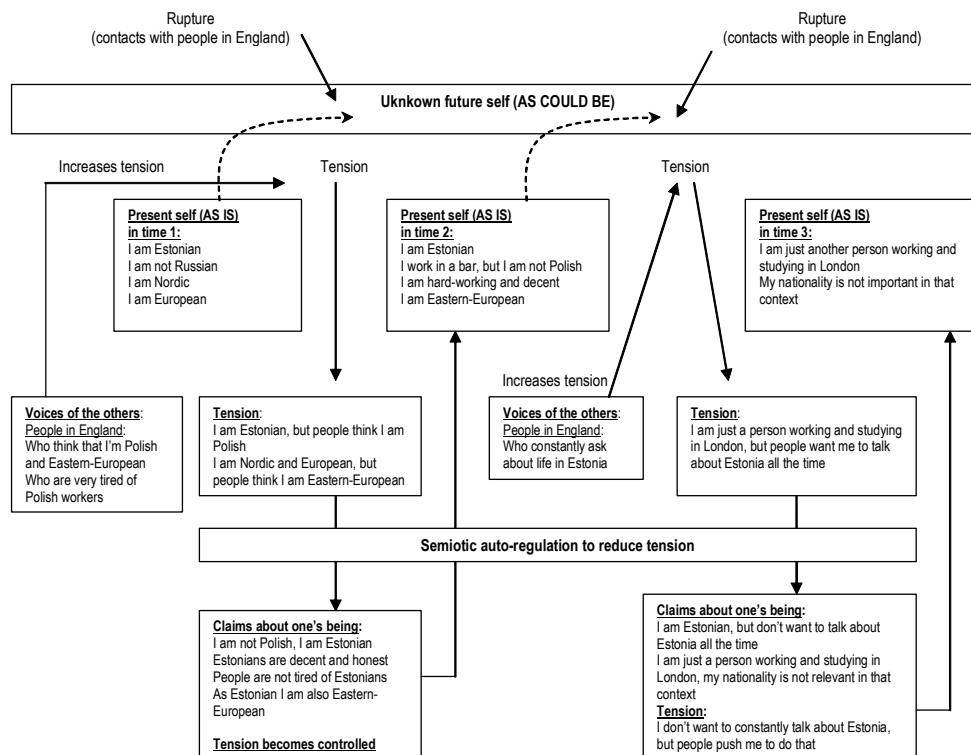 Rupture
(contacts with people in England)
Rupture
(contacts with people in England)
Uknkown future self (AS COULD BE)
Increases tension
Tension
Tension
Present self (AS IS)
in time 1:
I am Estonian
I am not Russian
I am Nordic
I am European
Present self (AS IS)
in time 2:
I am Estonian
I work in a bar, but I am not Polish
I am hard-working and decent
I am Eastern-European
Present self (AS IS)
in time 3:
I am just another person working and
studying in London
My nationality is not important in that
context
Increases tension
Voices of the others:
People in England:
Who think that I'm Polish
and Eastern-European
Who are very tired of
Polish workers
Tension:
I am Estonian, but people think I am
Polish
I am Nordic and European, but
people think I am Eastern-European
Voices of the others:
People in England:
Who constantly ask
about life in Estonia
Tension:
I am just a person working and studying
in London, but people want me to talk
about Estonia all the time
Semiotic auto-regulation to reduce tension
Claims about one's being:
I am not Polish, I am Estonian
Estonians are decent and honest
People are not tired of Estonians
As Estonian I am also Eastern-
European
Tension becomes controlled
Claims about one's being:
I am Estonian, but don't want to talk about
Estonia all the time
I am just a person working and studying in
London, my nationality is not relevant in that
context
Tension:
I don't want to constantly talk about Estonia,
but people push me to do that